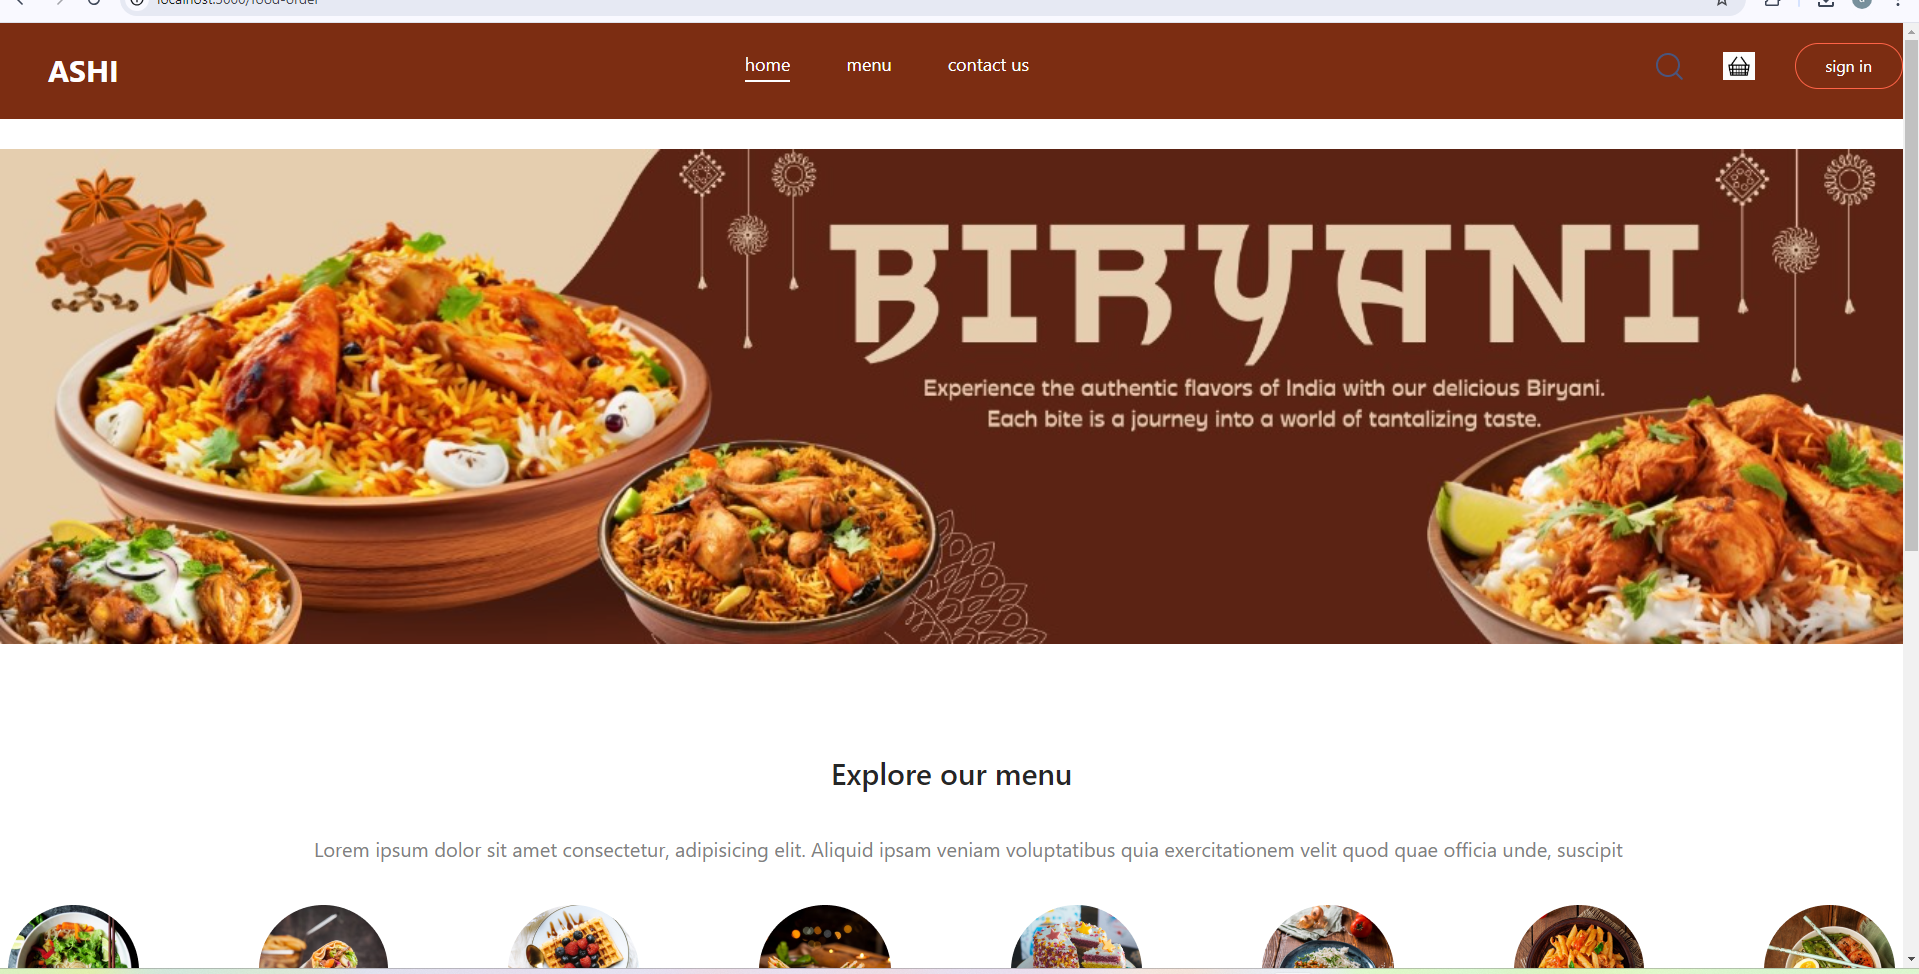 localhost:3000/food-order
ASHI
home
menu
contact us
sign in
BIRYANI
Experience the authentic flavors of India with our delicious Biryani.
Each bite is a journey into a world of tantalizing taste.
Explore our menu
Lorem ipsum dolor sit amet consectetur, adipisicing elit. Aliquid ipsam veniam voluptatibus quia exercitationem velit quod quae officia unde, suscipit